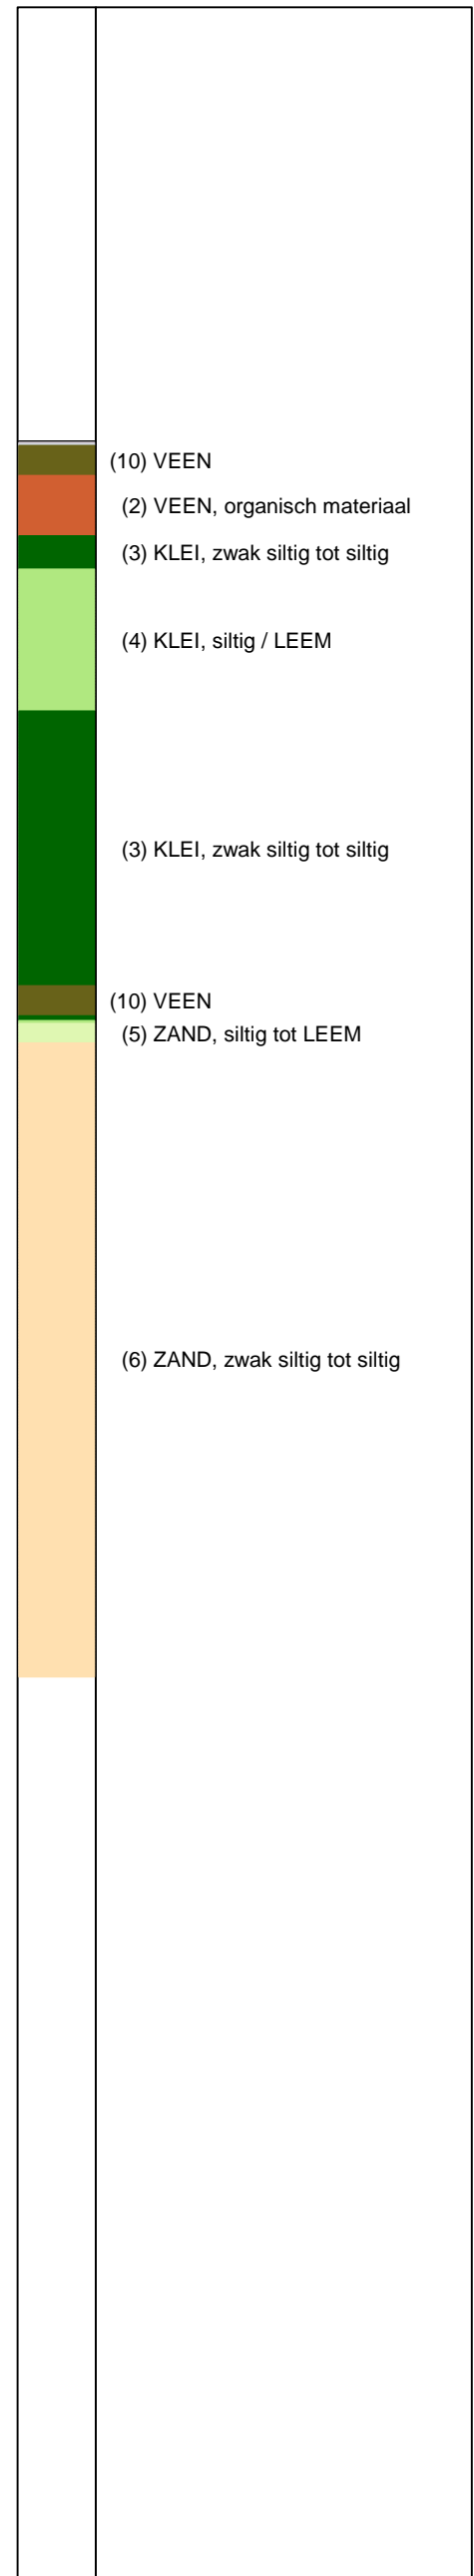 (10) VEEN
(2) VEEN, organisch materiaal
(3) KLEI, zwak siltig tot siltig
(4) KLEI, siltig / LEEM
(3) KLEI, zwak siltig tot siltig
(10) VEEN
(5) ZAND, siltig tot LEEM
(6) ZAND, zwak siltig tot siltig